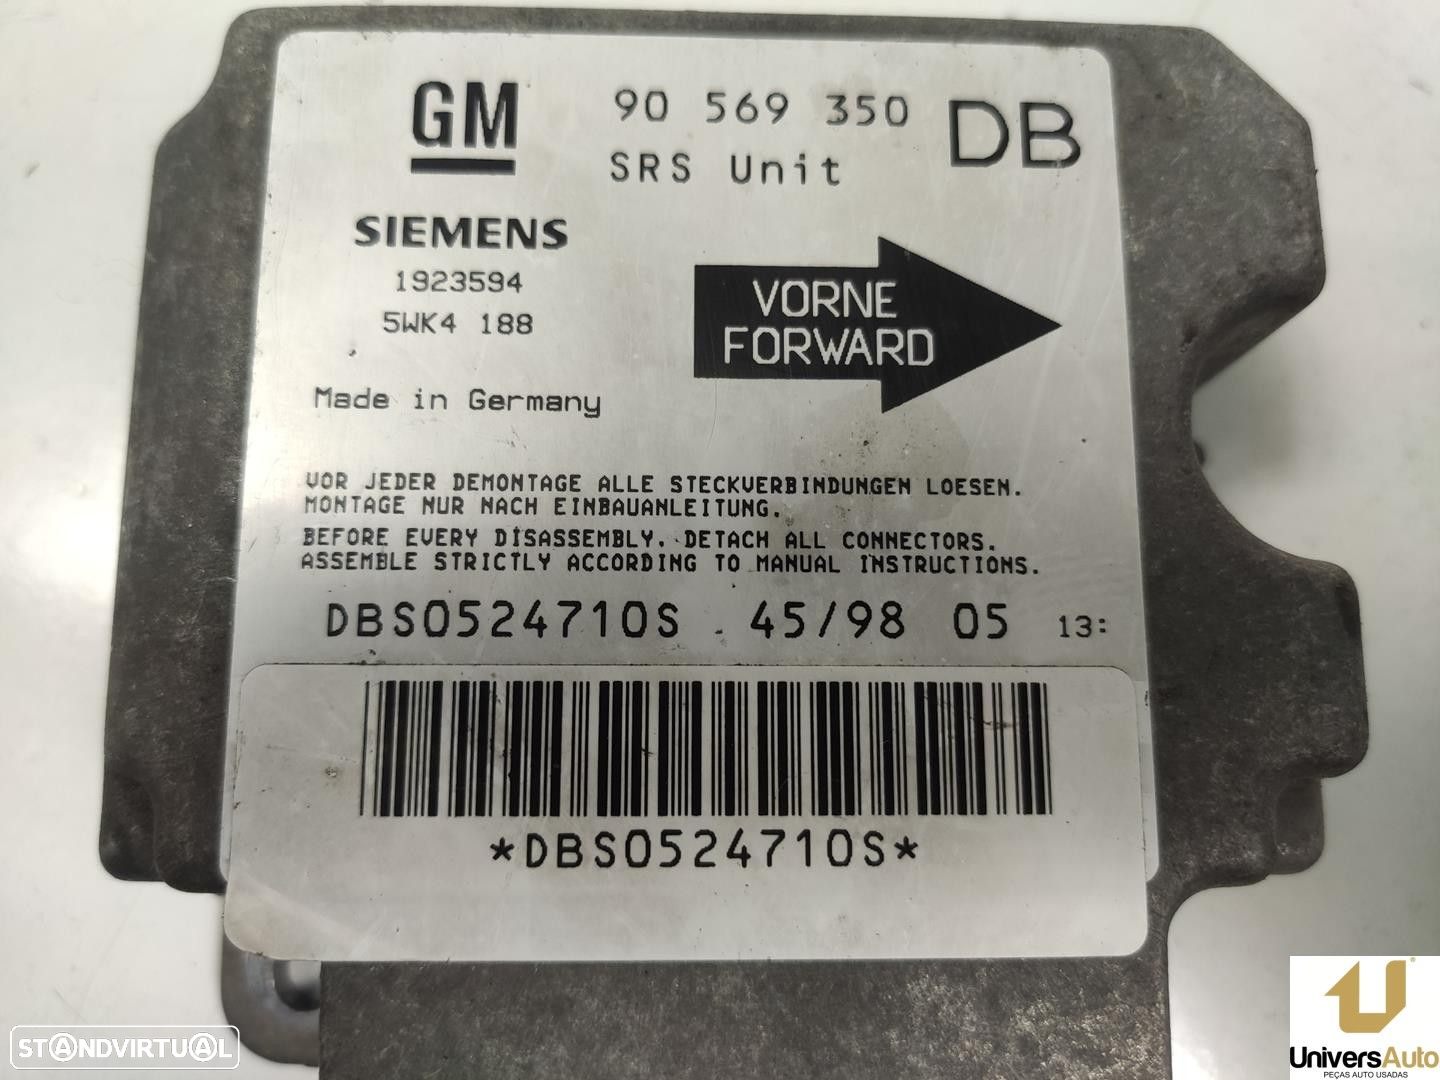 GM
90 569 350 DB
SRS Unit
SIEMENS
1923594
5WK4 188
VORNE
FORWARD
Made in Germany
VOR JEDER DEMONTAGE ALLE STECKVERBINDUNGEN LOESEN.
MONTAGE NUR NACH EINBAUANLEITUNG.
BEFORE EVERY DISASSEMBLY. DETACH ALL CONNECTORS.
ASSEMBLE STRICTLY ACCORDING TO MANUAL INSTRUCTIONS.
DBS0524710S 45/98 05 13:
*DBS0524710S*
STANDVIRTUAL
UniversAuto
PEÇAS AUTO USADAS